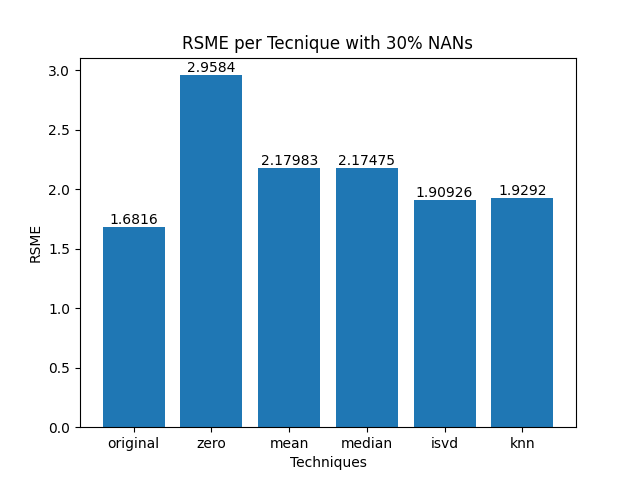 RSME per Tecnique with 30% NANs
3.0
2.5
2.0
1.5
1.0
0.5
0.0
RSME
1.6816
2.9584
2.17983
2.17475
1.90926
1.9292
original
zero
mean
median
isvd
knn
Techniques